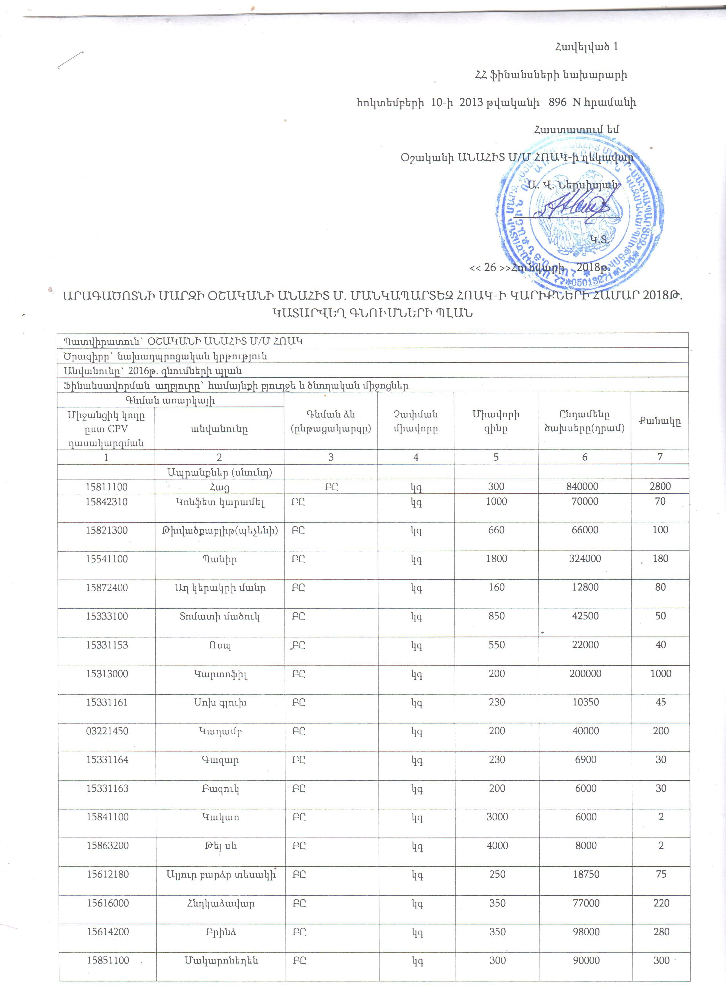 Հավելված 1
ՀՀ ֆինանսների նախարարի
հոկտեմբերի 10-ի 2013 թվականի 896 N հրամանի
Հաստատում եմ
Օշականի ԱՆԱՀԻՏ Մ/Մ ՀՈԱԿ-ի ղեկավար
Ա. Վ. Ներսիսյան
Կ.Տ.
<< 26 >>Հունվարի 2018թ.
ԱՐԱԳԱԾՈՏՆԻ ՄԱՐԶԻ ՕՇԱԿԱՆԻ ԱՆԱՀԻՏ Մ. ՄԱՆԿԱՊԱՐՏԵԶ ՀՈԱԿ-Ի ԿԱՐԻՔՆԵՐԻ ՀԱՄԱՐ 2018Թ.
ԿԱՏԱՐՎԵՂ ԳՆՈՒՄՆԵՐԻ ՊԼԱՆ
Պատվիրատուն՝ ՕՇԱԿԱՆԻ ԱՆԱՀԻՏ Մ/Մ ՀՈԱԿ
Ծրագիրը՝ նախադպրոցական կրթություն
Անվանունը՝ 2016թ. գնումների պլան
Ֆինանսավորման աղբյուրը՝ համայնքի բյուդջե և ծնողական միջոցներ
Գնման առարկայի
Միջանցիկ կոդը ըստ CPV դասակարգման անվանունը Գնման ձև (ընթացակարգը) Չափման միավորը Միավորի գինը Ընդամենը ծախսերը(դրամ) Քանակը
1 2 3 4 5 6 7
Ապրանքներ (սնունդ)
15811100 Հաց ԲԸ կգ 300 840000 2800
15842310 Կոնֆետ կարամել ԲԸ կգ 1000 70000 70
15821300 Թխվածքաբլիթ(պեչենի) ԲԸ կգ 660 66000 100
15541100 Պանիր ԲԸ կգ 1800 324000 180
15872400 Աղ կերակրի մանր ԲԸ կգ 160 12800 80
15333100 Տոմատի մածուկ ԲԸ կգ 850 42500 50
15331153 Ոսպ ԲԸ կգ 550 22000 40
15313000 Կարտոֆիլ ԲԸ կգ 200 200000 1000
15331161 Սոխ գլուխ ԲԸ կգ 230 10350 45
03221450 Կաղամբ ԲԸ կգ 200 40000 200
15331164 Գազար ԲԸ կգ 230 6900 30
15331163 Բազուկ ԲԸ կգ 200 6000 30
15841100 Կակաո ԲԸ կգ 3000 6000 2
15863200 Թեյ սև ԲԸ կգ 4000 8000 2
15612180 Ալյուր բարձր տեսակի ԲԸ կգ 250 18750 75
15616000 Հնդկաձավար ԲԸ կգ 350 77000 220
15614200 Բրինձ ԲԸ կգ 350 98000 280
15851100 Մակարոնեղեն ԲԸ կգ 300 90000 300